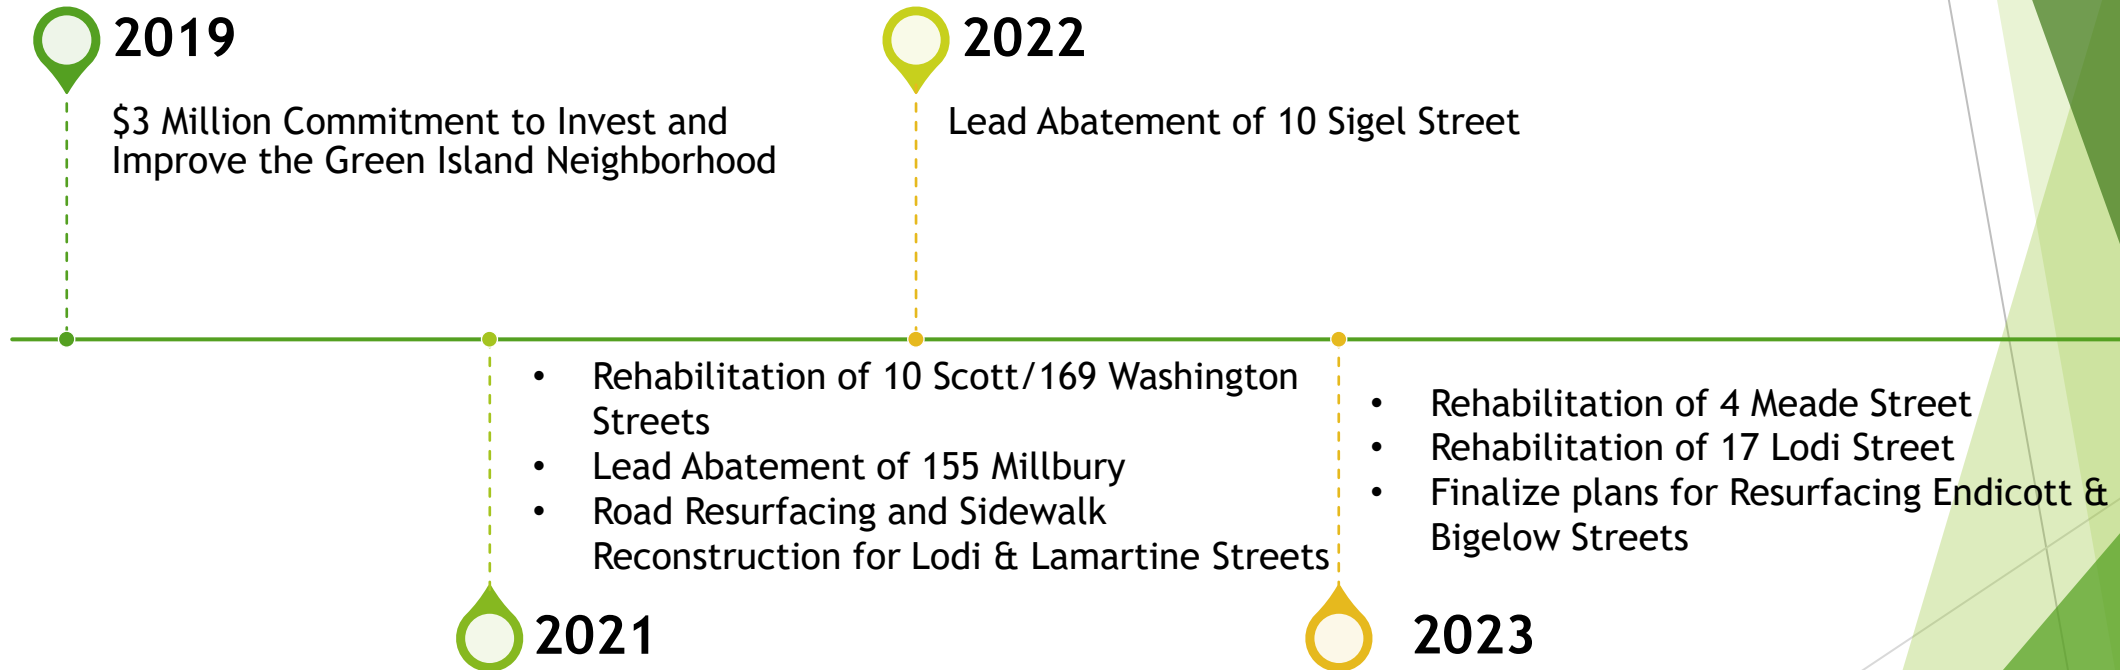 2019
$3 Million Commitment to Invest and
Improve the Green Island Neighborhood
2022
Lead Abatement of 10 Sigel Street
• Rehabilitation of 10 Scott/169 Washington
Streets
• Lead Abatement of 155 Millbury
• Road Resurfacing and Sidewalk
Reconstruction for Lodi & Lamartine Streets
2021
• Rehabilitation of 4 Meade Street
• Rehabilitation of 17 Lodi Street
• Finalize plans for Resurfacing Endicott &
Bigelow Streets
2023